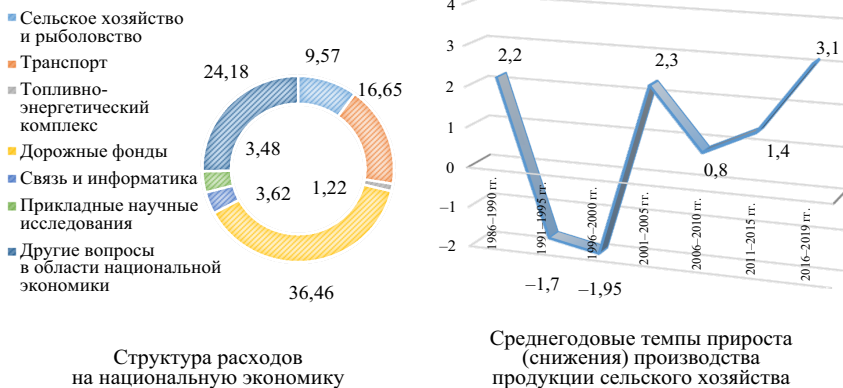 Сельское хозяйство
и рыболовство
Транспорт
Топливно-
энергетический
комплекс
Дорожные фонды
Связь и информатика
Прикладные научные
исследования
Другие вопросы
в области национальной
экономики
9,57
24,18
16,65
3,48
3,62
1,22
36,46
Структура расходов
на национальную экономику
4
3
2
1
0
–1
–2
2,2
2,3
3,1
0,8
1,4
–1,7
–1,95
1986–1990 гг.
1991–1995 гг.
1996–2000 гг.
2001–2005 гг.
2006–2010 гг.
2011–2015 гг.
2016–2019 гг.
Среднегодовые темпы прироста
(снижения) производства
продукции сельского хозяйства